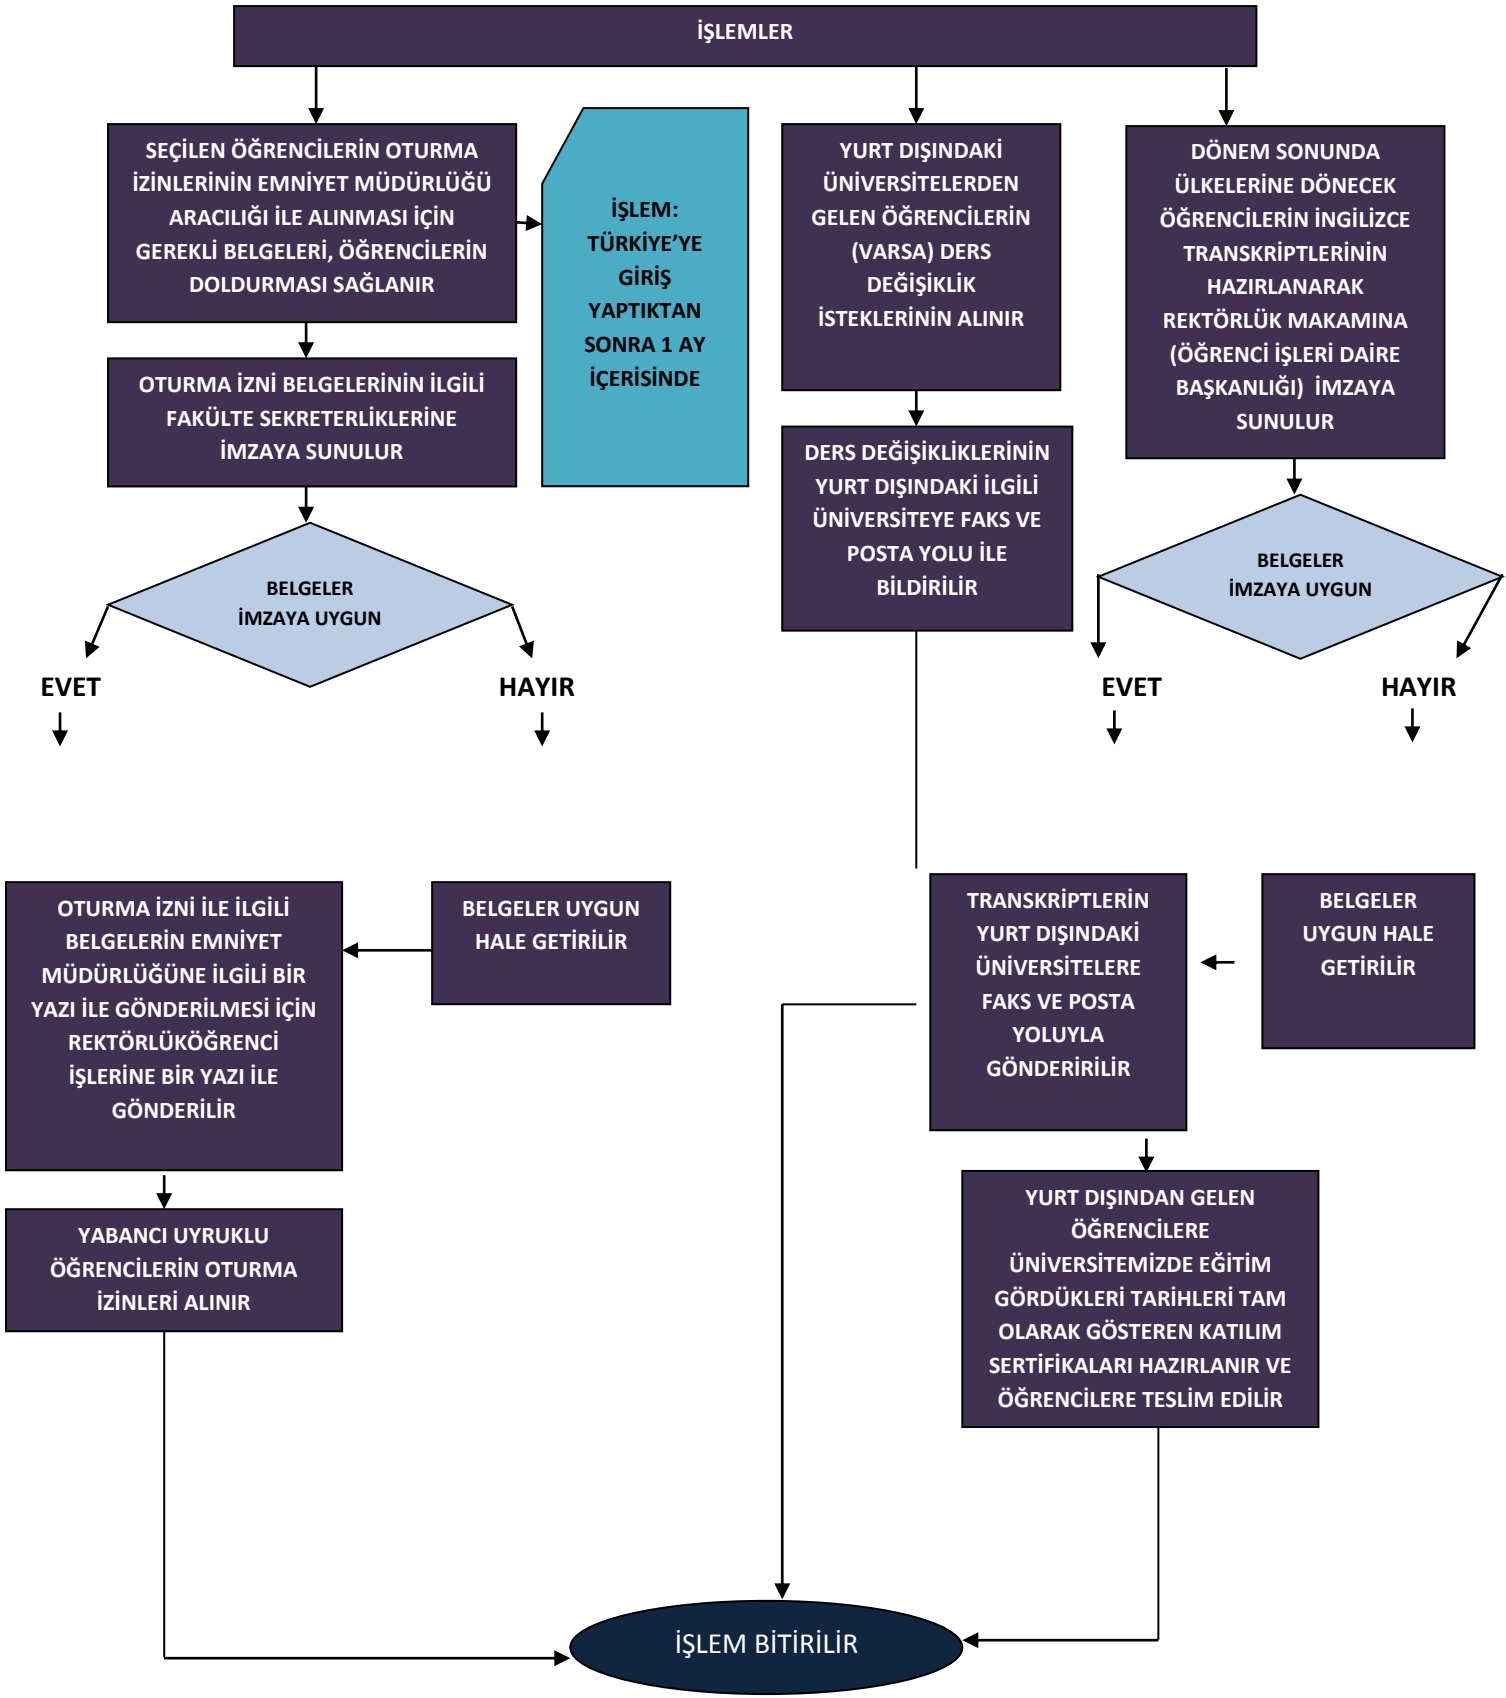 İŞLEMLER
SEÇİLEN ÖĞRENCİLERİN OTURMA
İZİNLERİNİN EMNİYET MÜDÜRLÜĞÜ
ARACILIĞI İLE ALINMASI İÇİN
GEREKLİ BELGELERİ, ÖĞRENCİLERİN
DOLDURMASI SAĞLANIR
İŞLEM:
TÜRKİYE’YE
GİRİŞ
YAPTIKTAN
SONRA 1 AY
İÇERİSİNDE
YURT DIŞINDAKİ
ÜNİVERSİTELERDEN
GELEN ÖĞRENCİLERİN
(VARSA) DERS
DEĞİŞİKLİK
İSTEKLERİNİN ALINIR
DÖNEM SONUNDA
ÜLKELERİNE DÖNECEK
ÖĞRENCİLERİN İNGİLİZCE
TRANSKRİPTLERİNİN
HAZIRLANARAK
REKTÖRLÜK MAKAMINA
(ÖĞRENCİ İŞLERİ DAİRE
BAŞKANLIĞI) İMZAYA
SUNULUR
OTURMA İZNİ BELGELERİNİN İLGİLİ
FAKÜLTE SEKRETERLİKLERİNE
İMZAYA SUNULUR
DERS DEĞİŞİKLİKLERİNİN
YURT DIŞINDAKİ İLGİLİ
ÜNİVERSİTEYE FAKS VE
POSTA YOLU İLE
BİLDİRİLİR
BELGELER
İMZAYA UYGUN
BELGELER
İMZAYA UYGUN
EVET
HAYIR
EVET
HAYIR
OTURMA İZNİ İLE İLGİLİ
BELGELERİN EMNİYET
MÜDÜRLÜĞÜNE İLGİLİ BİR
YAZI İLE GÖNDERİLMESİ İÇİN
REKTÖRLÜKÖĞRENCİ
İŞLERİNE BİR YAZI İLE
GÖNDERİLİR
BELGELER UYGUN
HALE GETİRİLİR
TRANSKRİPTLERİN
YURT DIŞINDAKİ
ÜNİVERSİTELERE
FAKS VE POSTA
YOLUYLA
GÖNDERİRİLİR
BELGELER
UYGUN HALE
GETİRİLİR
YABANCI UYRUKLU
ÖĞRENCİLERİN OTURMA
İZİNLERİ ALINIR
YURT DIŞINDAN GELEN
ÖĞRENCİLERE
ÜNİVERSİTEMİZDE EĞİTİM
GÖRDÜKLERİ TARİHLERİ TAM
OLARAK GÖSTEREN KATILIM
SERTİFİKALARI HAZIRLANIR VE
ÖĞRENCİLERE TESLİM EDİLİR
İŞLEM BİTİRİLİR